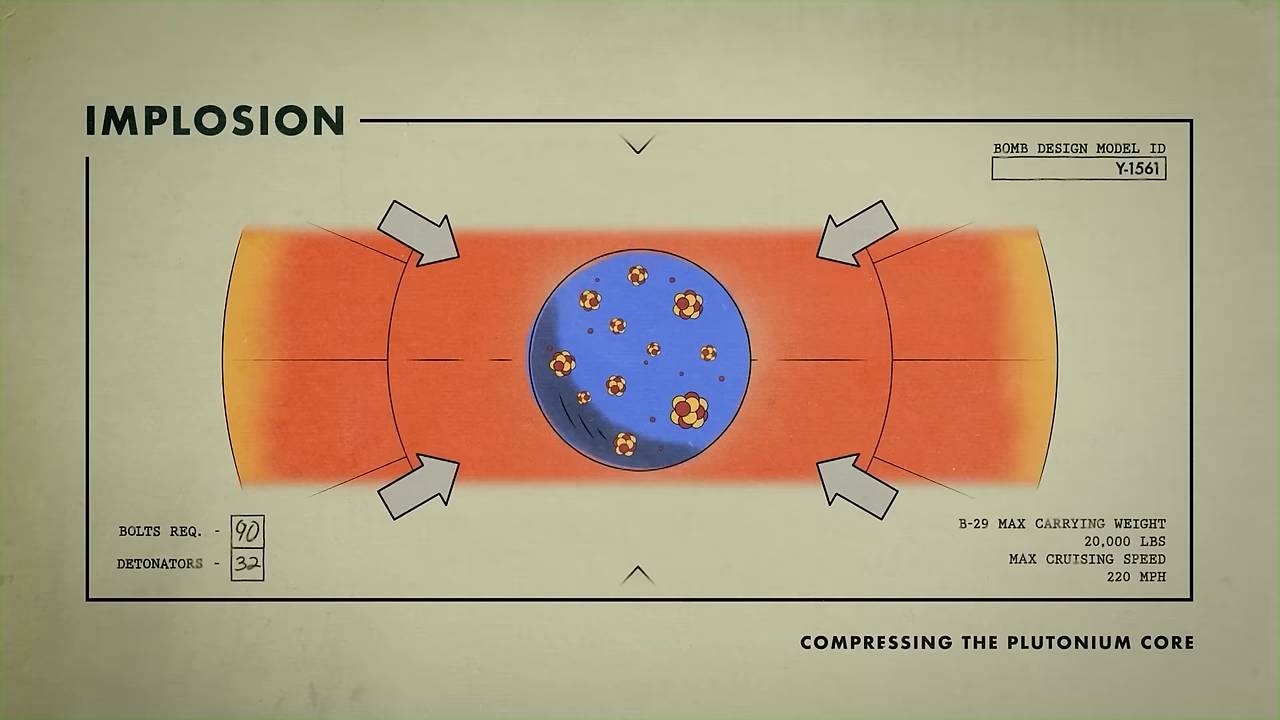 IMPLOSION
BOMB DESIGN MODEL ID
Y-1561
BOLTS REQ. - 90
DETONATORS - 32
B-29 MAX CARRYING WEIGHT
20,000 LBS
MAX CRUISING SPEED
220 MPH
COMPRESSING THE PLUTONIUM CORE